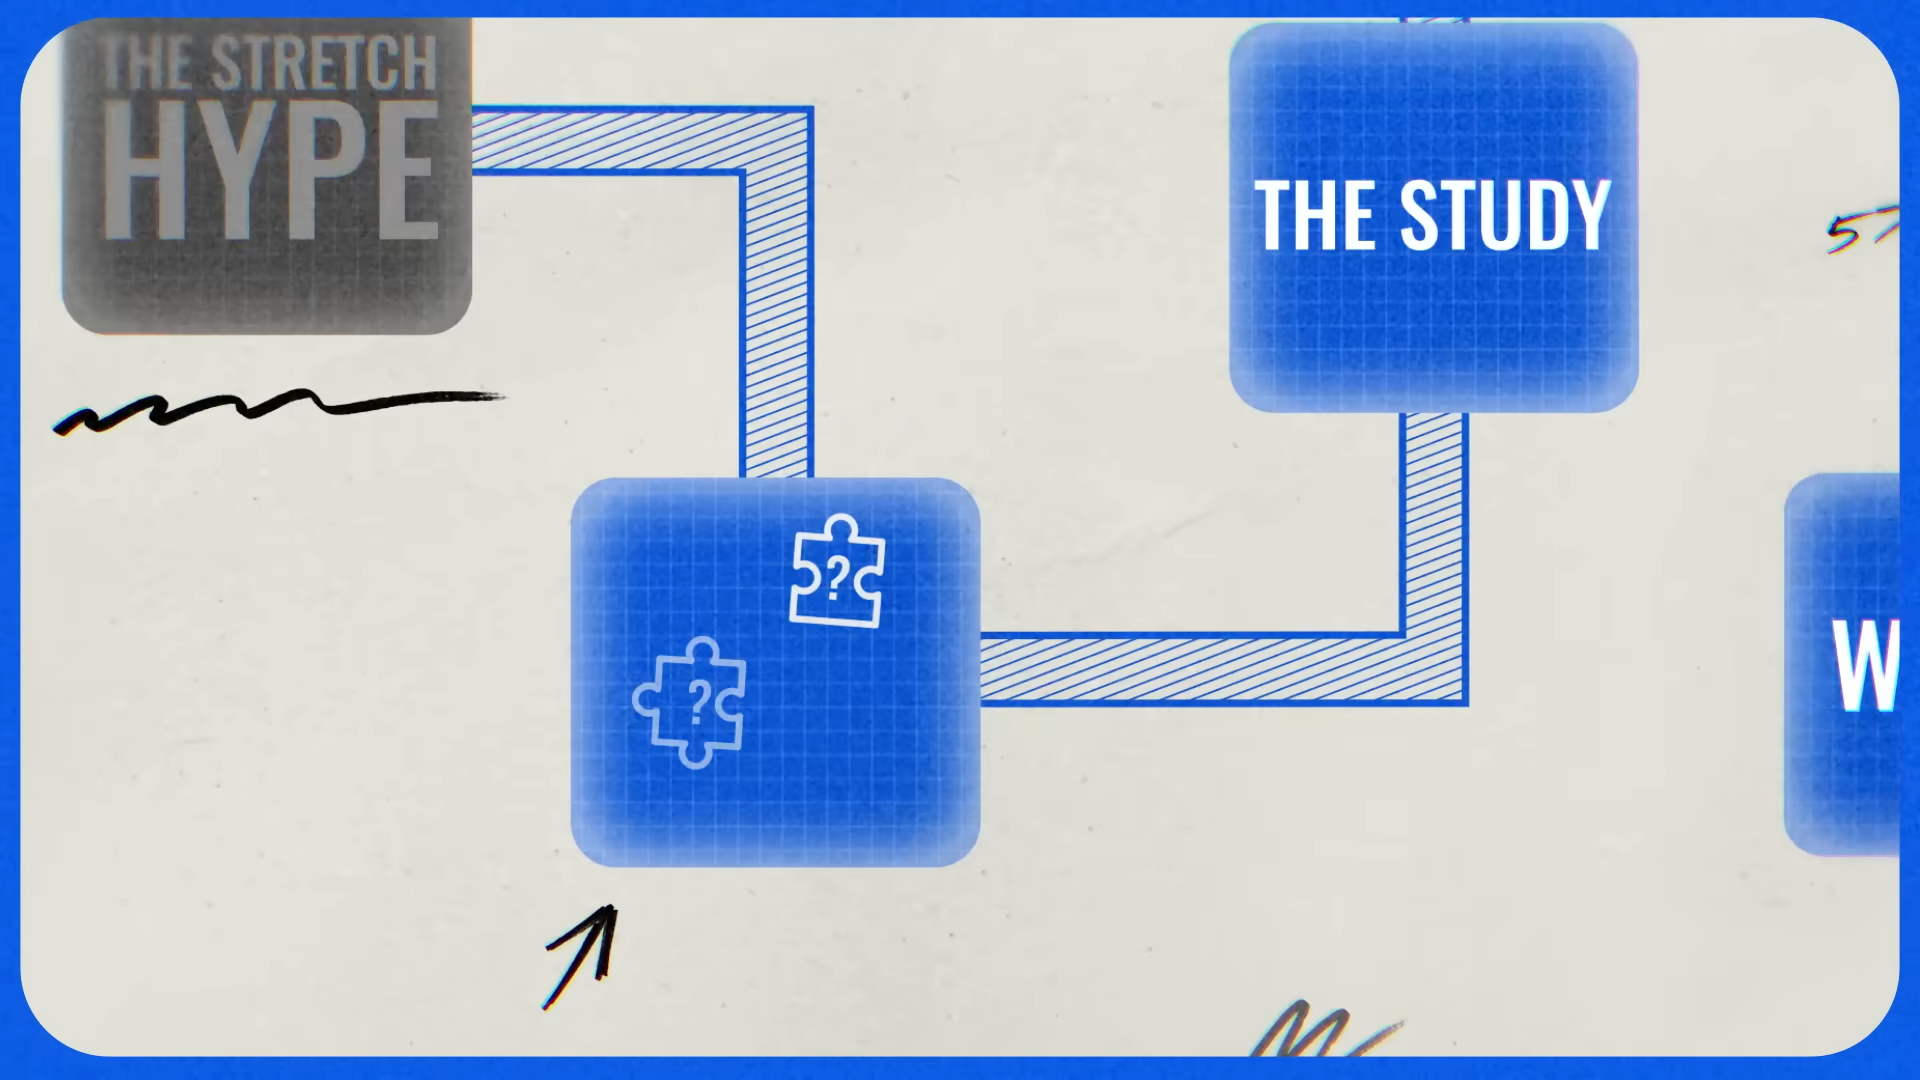 THE STRETCH
HYPE
THE STUDY
?
?
W